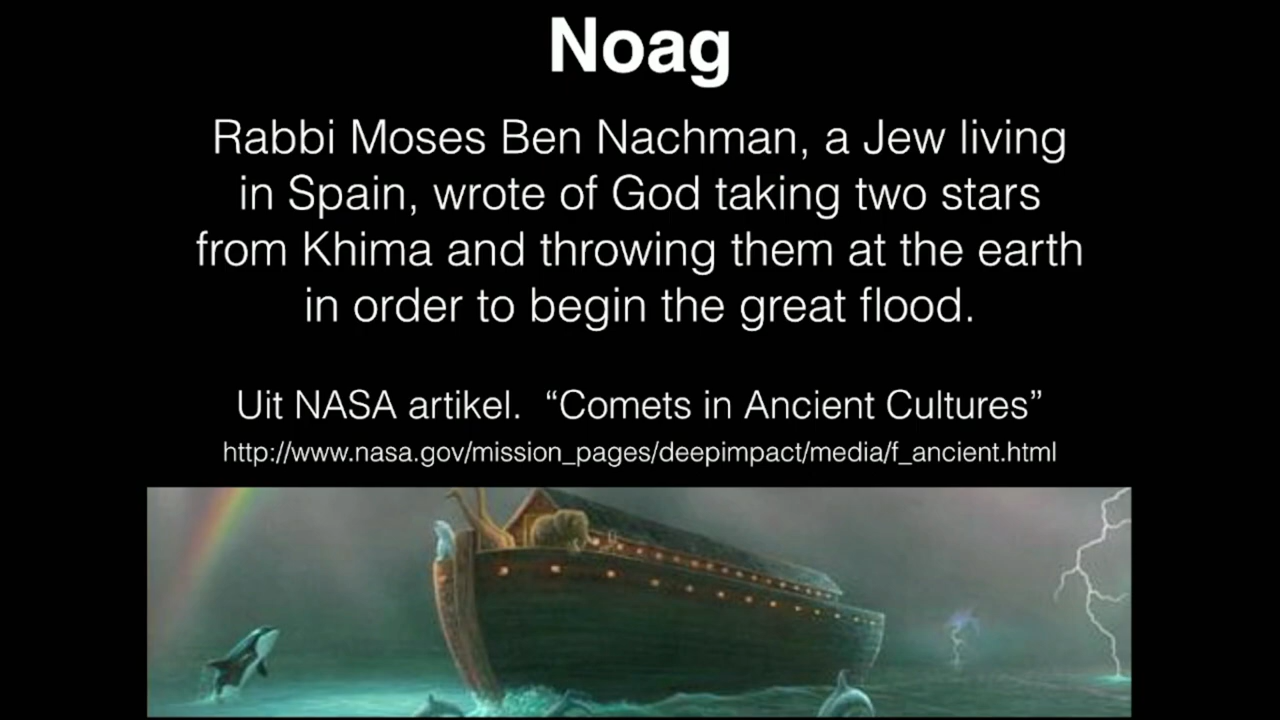 Noag
Rabbi Moses Ben Nachman, a Jew living
in Spain, wrote of God taking two stars
from Khima and throwing them at the earth
in order to begin the great flood.
Uit NASA artikel. “Comets in Ancient Cultures”
http://www.nasa.gov/mission_pages/deepimpact/media/f_ancient.html